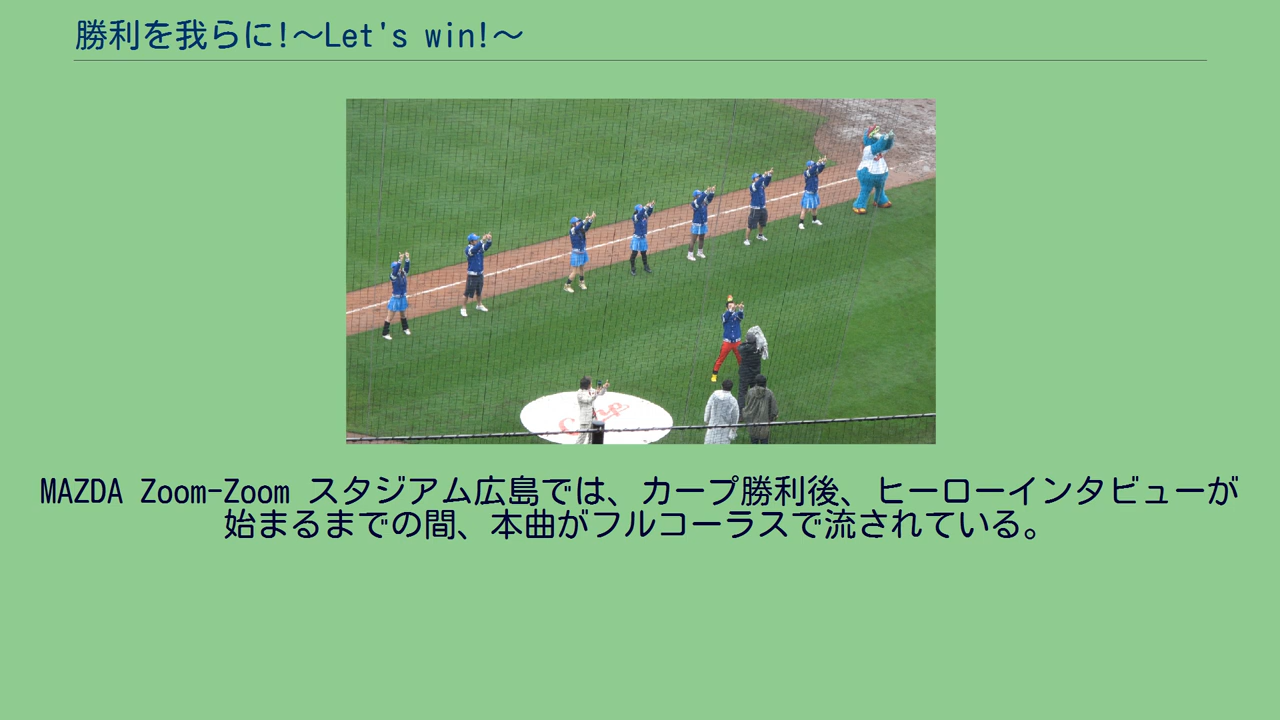 勝利を我らに!～Let's win!～
Carp
MAZDA Zoom-Zoom スタジアム広島では、カープ勝利後、ヒーローインタビューが
始まるまでの間、本曲がフルコーラスで流されている。